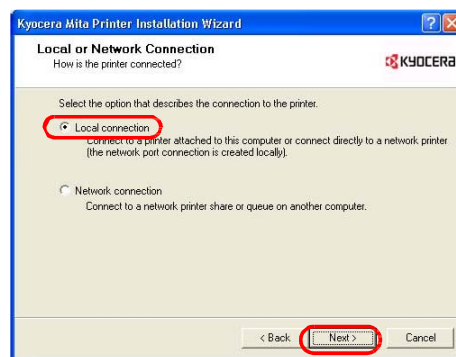 Kyocera Mita Printer Installation Wizard
Local or Network Connection
How is the printer connected?
KYOCERA
Select the option that describes the connection to the printer.
Local connection
Connect to a printer attached to this computer or connect directly to a network printer
(the network port connection is created locally).
Network connection
Connect to a network printer share or queue on another computer.
< Back Next > Cancel